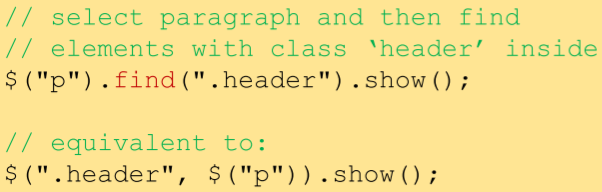 // select paragraph and then find
// elements with class ‘header’ inside
$("p").find(".header").show();
// equivalent to:
$(".header", $("p")).show();